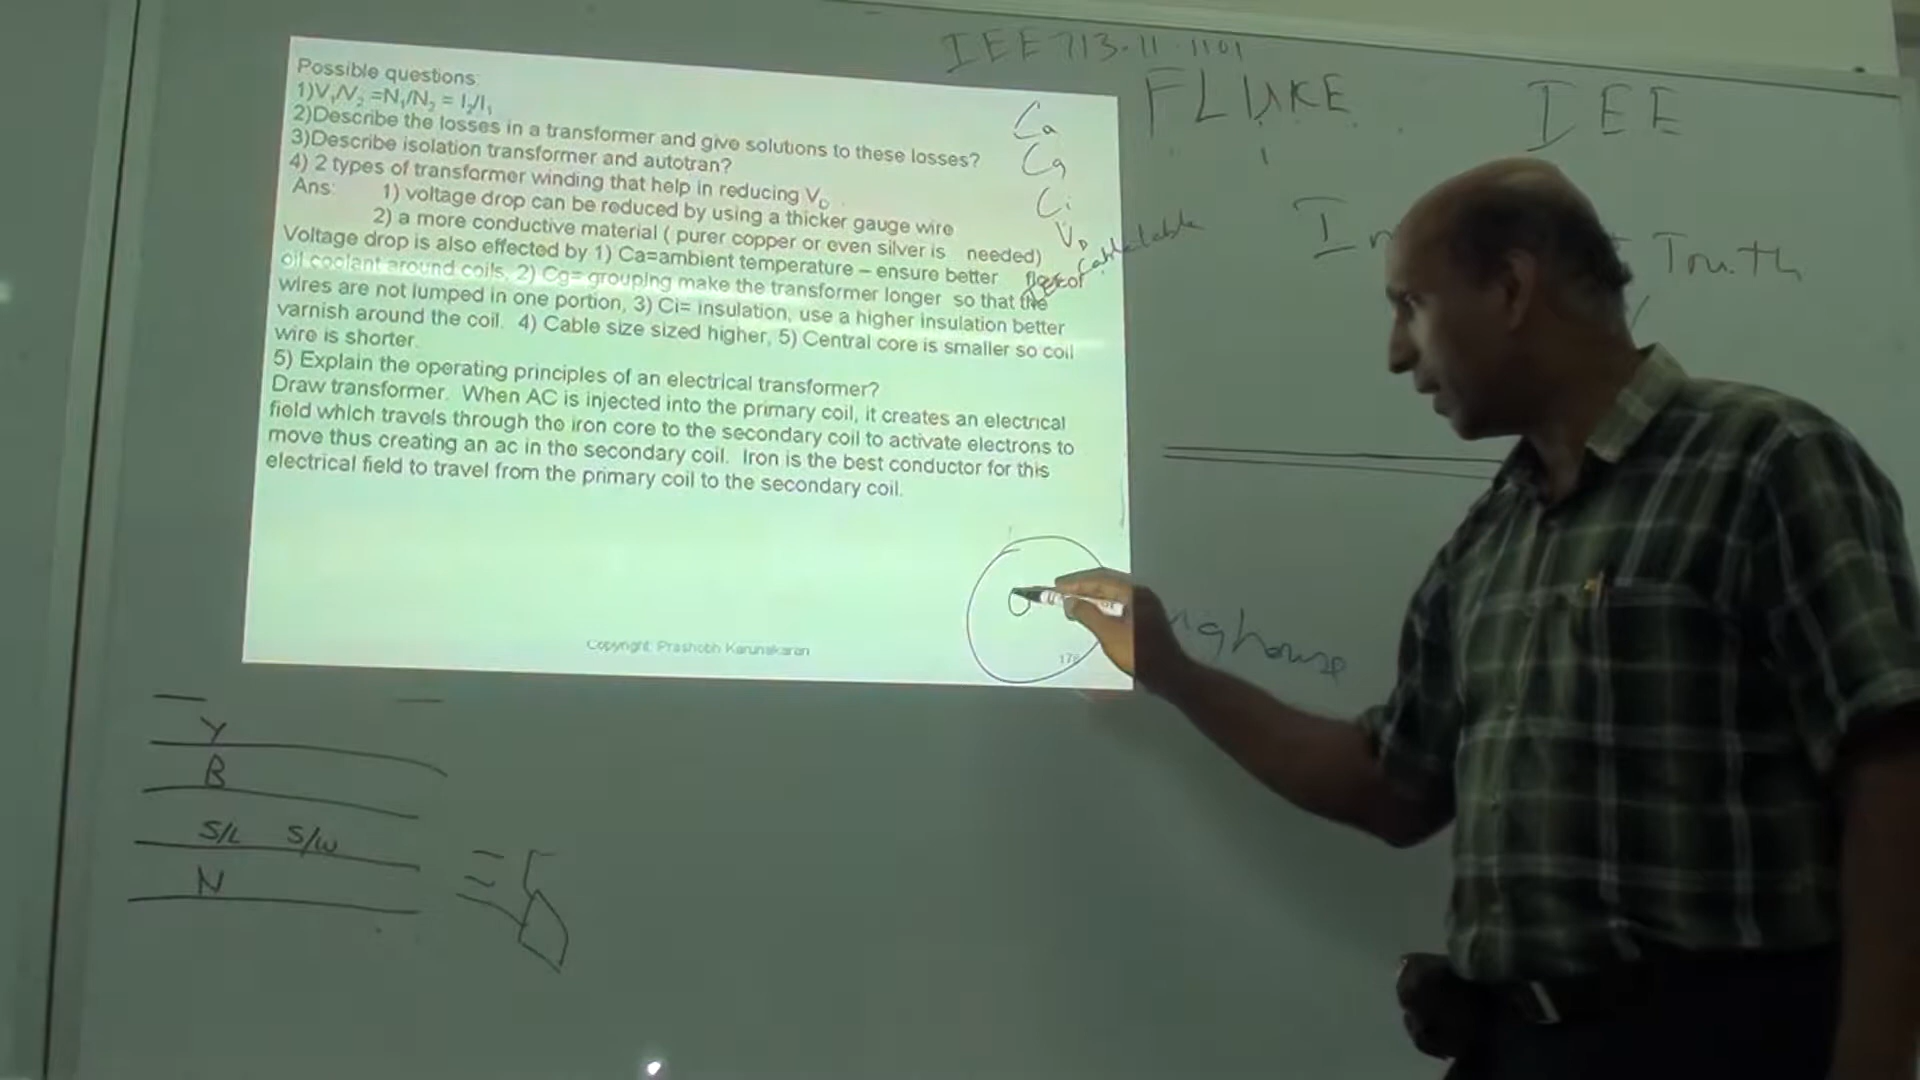 IEE 713-11-1101
FLUKE
IEE
Truth
Possible questions:
1)V1/V2 =N1/N2 = I2/I1
2)Describe the losses in a transformer and give solutions to these losses?
3)Describe isolation transformer and autotran?
4) 2 types of transformer winding that help in reducing VD
Ans: 1) voltage drop can be reduced by using a thicker gauge wire
2) a more conductive material ( purer copper or even silver is needed)
Voltage drop is also effected by 1) Ca=ambient temperature – ensure better flow of
oil coolant around coils, 2) Cg= grouping make the transformer longer so that the
wires are not lumped in one portion, 3) Ci= insulation, use a higher insulation better
varnish around the coil. 4) Cable size sized higher, 5) Central core is smaller so coil
wire is shorter.
5) Explain the operating principles of an electrical transformer?
Draw transformer. When AC is injected into the primary coil, it creates an electrical
field which travels through the iron core to the secondary coil to activate electrons to
move thus creating an ac in the secondary coil. Iron is the best conductor for this
electrical field to travel from the primary coil to the secondary coil.
Copyright: Prashobh Karunakaran
Ca
Cg
Ci
VD
Cable table
Y
B
S/L S/W
N